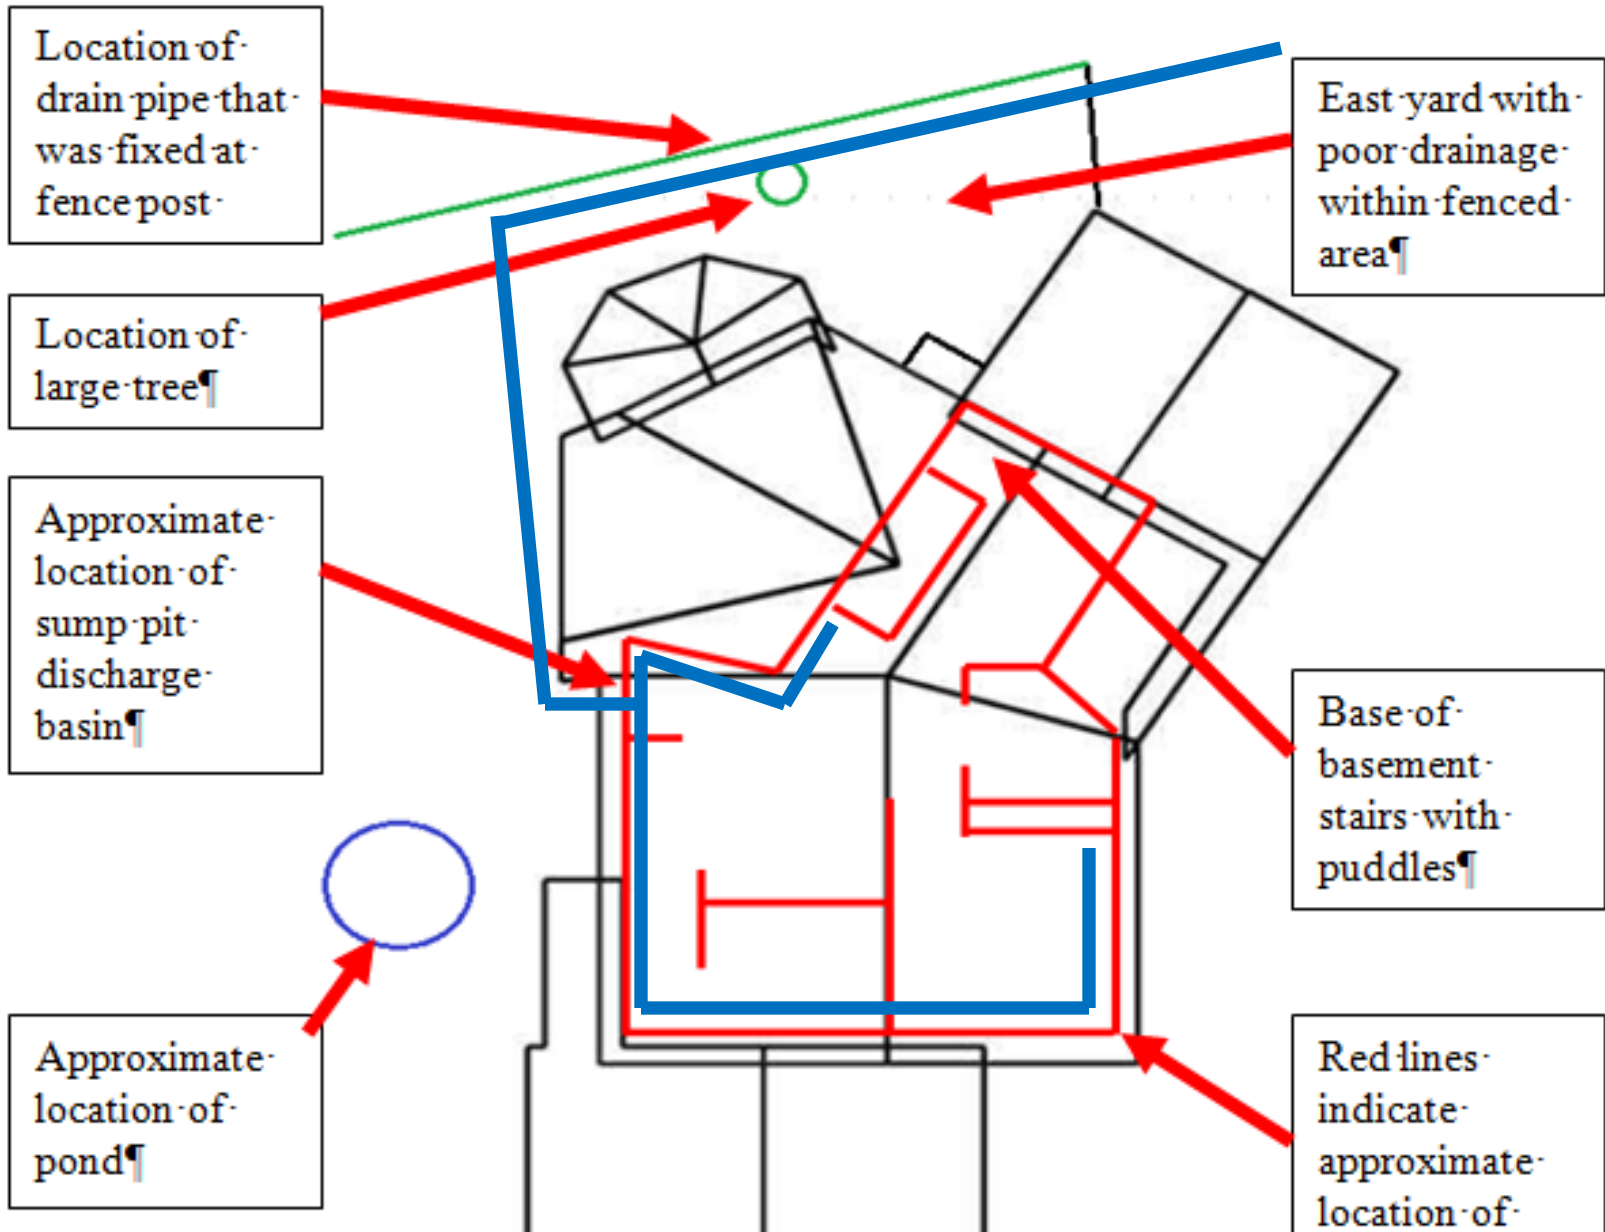 Location·of·
drain·pipe·that·
was·fixed·at·
fence·post·
Location·of·
large·tree¶
Approximate·
location·of·
sump·pit·
discharge·
basin¶
Approximate·
location·of·
pond¶
East·yard·with·
poor·drainage·
within·fenced·
area¶
Base·of·
basement·
stairs·with·
puddles¶
Red·lines·
indicate·
approximate·
location·of·